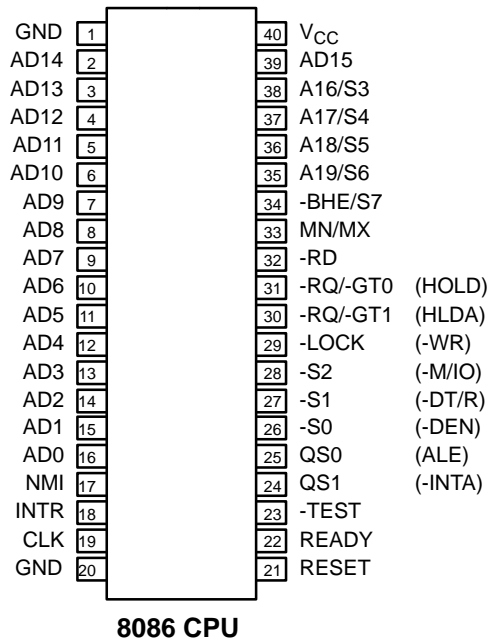 GND 1 40 VCC
AD14 2 39 AD15
AD13 3 38 A16/S3
AD12 4 37 A17/S4
AD11 5 36 A18/S5
AD10 6 35 A19/S6
AD9 7 34 -BHE/S7
AD8 8 33 MN/MX
AD7 9 32 -RD
AD6 10 31 -RQ/-GT0 (HOLD)
AD5 11 30 -RQ/-GT1 (HLDA)
AD4 12 29 -LOCK (-WR)
AD3 13 28 -S2 (-M/IO)
AD2 14 27 -S1 (-DT/R)
AD1 15 26 -S0 (-DEN)
AD0 16 25 QS0 (ALE)
NMI 17 24 QS1 (-INTA)
INTR 18 23 -TEST
CLK 19 22 READY
GND 20 21 RESET
8086 CPU